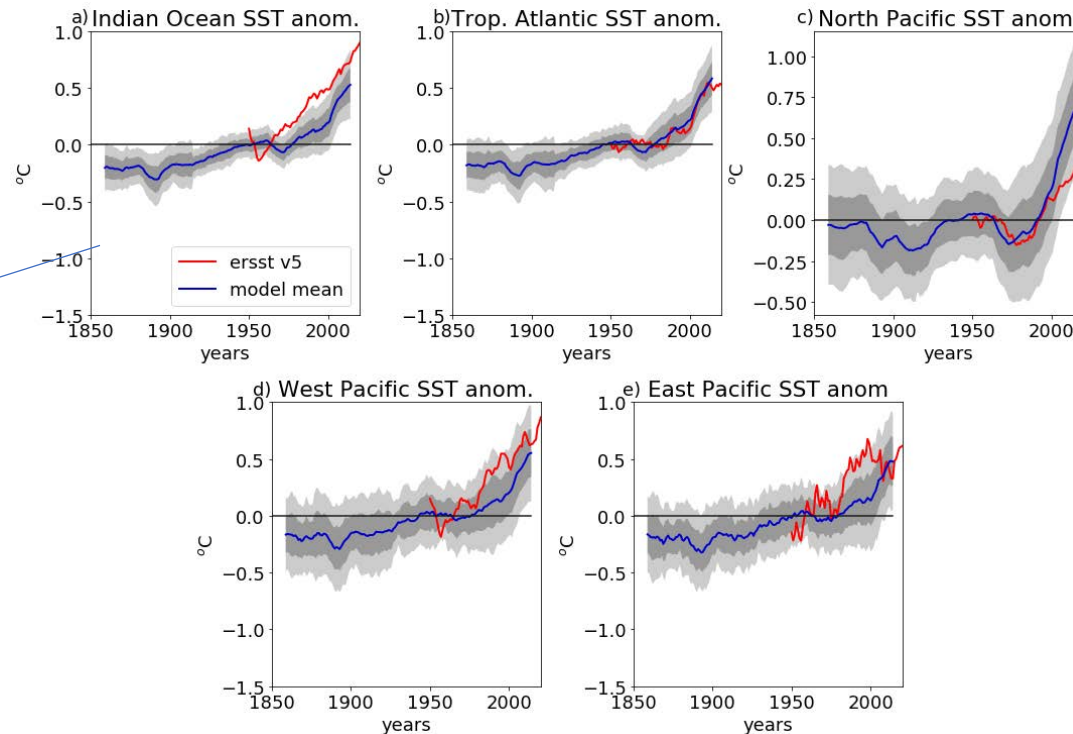 a) Indian Ocean SST anom.
1.0
0.5
0.0
−0.5
−1.0
−1.5
°C
1850 1900 1950 2000
years
ersst v5
model mean
b) Trop. Atlantic SST anom.
1.0
0.5
0.0
−0.5
−1.0
−1.5
°C
1850 1900 1950 2000
years
c) North Pacific SST anom
1.00
0.75
0.50
0.25
0.00
−0.25
−0.50
°C
1850 1900 1950 2000
years
d) West Pacific SST anom.
1.0
0.5
0.0
−0.5
−1.0
−1.5
°C
1850 1900 1950 2000
years
e) East Pacific SST anom
1.0
0.5
0.0
−0.5
−1.0
−1.5
°C
1850 1900 1950 2000
years